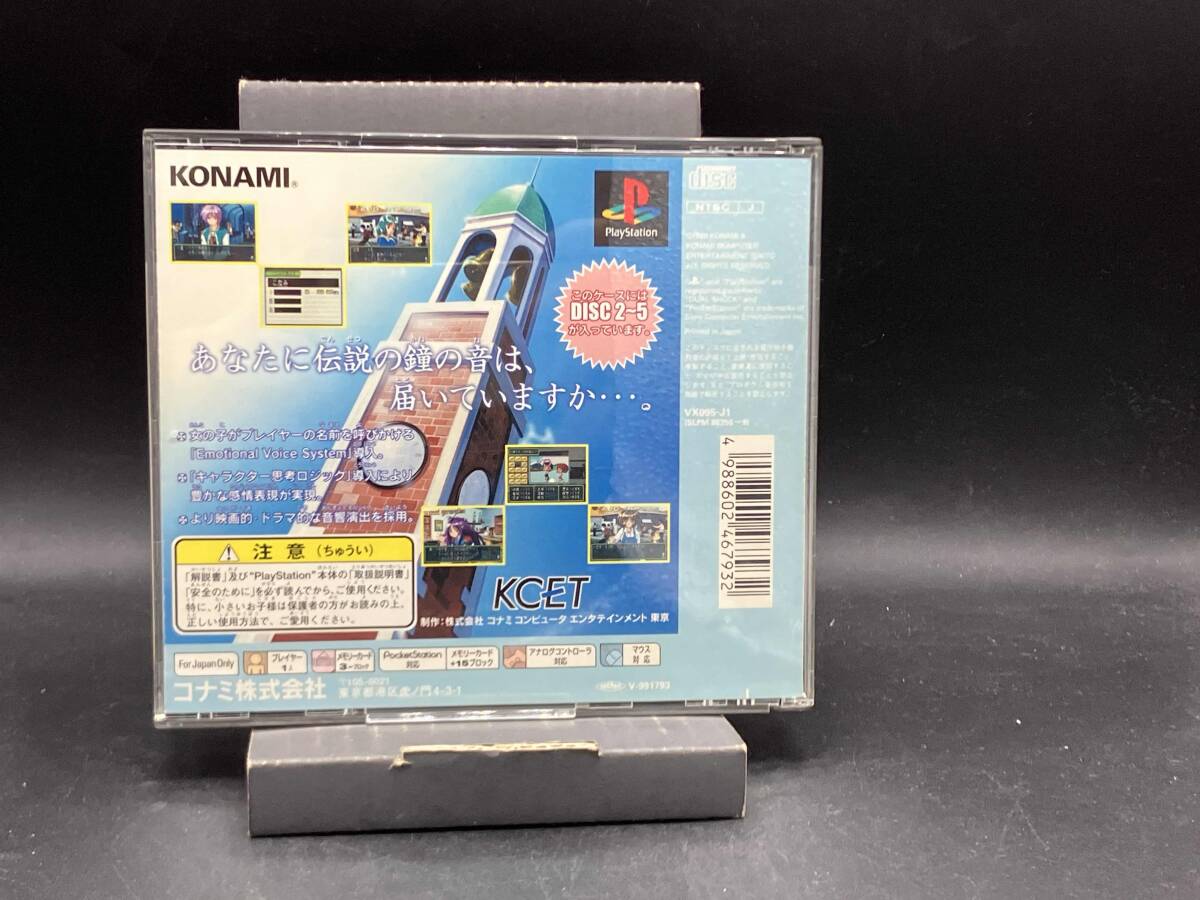 KONAMI®
PlayStation
このケースには
DISC 2~5
が入っています。
あなたに伝説の鐘の音は、
届いていますか・・・。
女の子がプレイヤーの名前を呼びかける
「Emotional Voice System」導入。
「キャラクター思考ロジック」導入により
豊かな感情表現が実現。
より映画的・ドラマ的な音響演出を採用。
注意(ちゅうい)
「解説書」及び"PlayStation"本体の「取扱説明書」
「安全のために」を必ず読んでから、ご使用ください。
特に、小さいお子様は保護者の方がお読みの上、
正しい使用方法で、ご愛用ください。
KCET
制作:株式会社 コナミコンピュータ エンタテインメント 東京
For Japan Only
プレイヤー
1人
メモリーカード
3~ブロック
PocketStation
対応
メモリーカード
+15ブロック
アナログコントローラ
対応
マウス
対応
コナミ株式会社
〒105-6021
東京都港区虎ノ門4-3-1
V-991793
disc
NTSC J
ALL RIGHTS RESERVED
Printed in Japan
VX095-J1
4 988602 467932